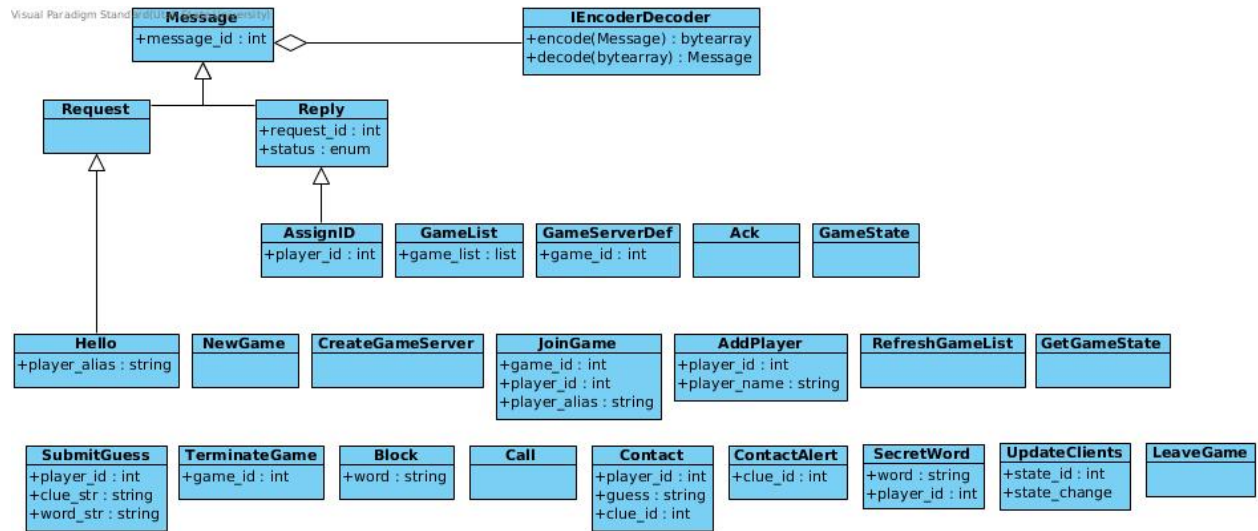 Visual Paradigm Standard(Utah State University)
Message
+message_id : int
IEncoderDecoder
+encode(Message) : bytearray
+decode(bytearray) : Message
Request
Reply
+request_id : int
+status : enum
AssignID
+player_id : int
GameList
+game_list : list
GameServerDef
+game_id : int
Ack
GameState
Hello
+player_alias : string
NewGame
CreateGameServer
JoinGame
+game_id : int
+player_id : int
+player_alias : string
AddPlayer
+player_id : int
+player_name : string
RefreshGameList
GetGameState
SubmitGuess
+player_id : int
+clue_str : string
+word_str : string
TerminateGame
+game_id : int
Block
+word : string
Call
Contact
+player_id : int
+guess : string
+clue_id : int
ContactAlert
+clue_id : int
SecretWord
+word : string
+player_id : int
UpdateClients
+state_id : int
+state_change
LeaveGame